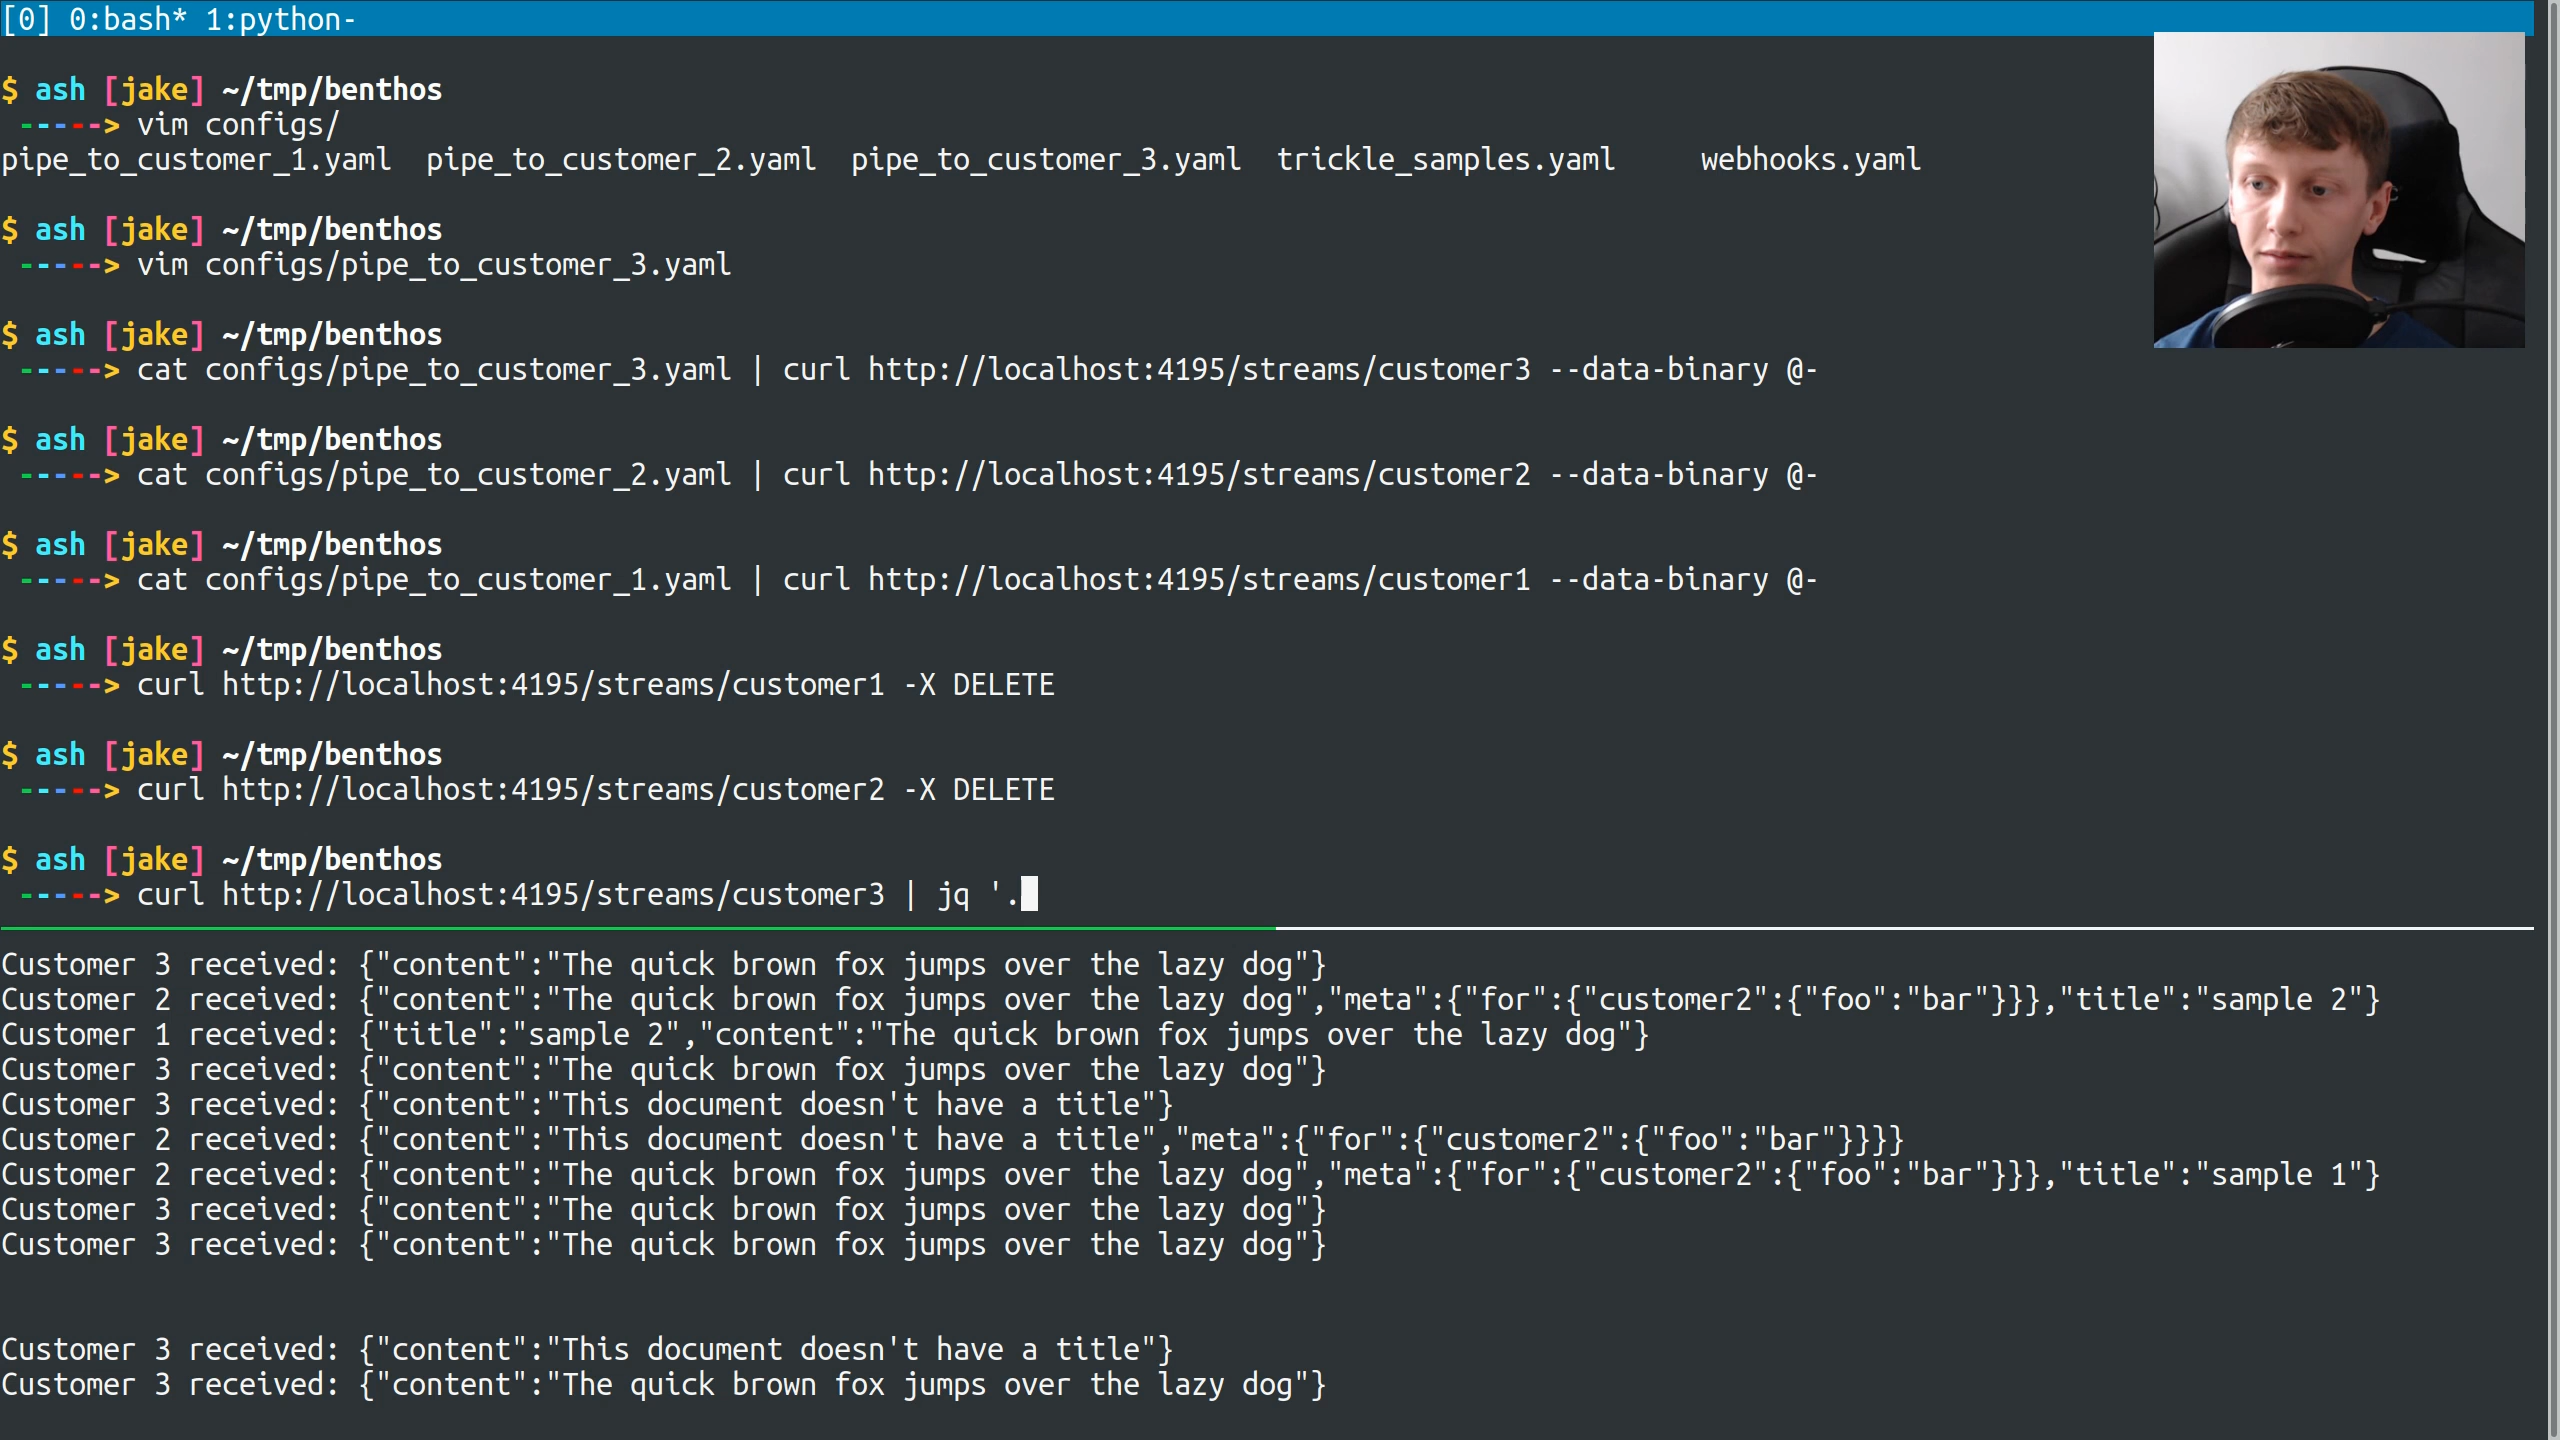 [0] 0:bash* 1:python-
$ ash [jake] ~/tmp/benthos
-----> vim configs/
pipe_to_customer_1.yaml  pipe_to_customer_2.yaml  pipe_to_customer_3.yaml  trickle_samples.yaml     webhooks.yaml
$ ash [jake] ~/tmp/benthos
-----> vim configs/pipe_to_customer_3.yaml
$ ash [jake] ~/tmp/benthos
-----> cat configs/pipe_to_customer_3.yaml | curl http://localhost:4195/streams/customer3 --data-binary @-
$ ash [jake] ~/tmp/benthos
-----> cat configs/pipe_to_customer_2.yaml | curl http://localhost:4195/streams/customer2 --data-binary @-
$ ash [jake] ~/tmp/benthos
-----> cat configs/pipe_to_customer_1.yaml | curl http://localhost:4195/streams/customer1 --data-binary @-
$ ash [jake] ~/tmp/benthos
-----> curl http://localhost:4195/streams/customer1 -X DELETE
$ ash [jake] ~/tmp/benthos
-----> curl http://localhost:4195/streams/customer2 -X DELETE
$ ash [jake] ~/tmp/benthos
-----> curl http://localhost:4195/streams/customer3 | jq '.
Customer 3 received: {"content":"The quick brown fox jumps over the lazy dog"}
Customer 2 received: {"content":"The quick brown fox jumps over the lazy dog","meta":{"for":{"customer2":{"foo":"bar"}}},"title":"sample 2"}
Customer 1 received: {"title":"sample 2","content":"The quick brown fox jumps over the lazy dog"}
Customer 3 received: {"content":"The quick brown fox jumps over the lazy dog"}
Customer 3 received: {"content":"This document doesn't have a title"}
Customer 2 received: {"content":"This document doesn't have a title","meta":{"for":{"customer2":{"foo":"bar"}}}}
Customer 2 received: {"content":"The quick brown fox jumps over the lazy dog","meta":{"for":{"customer2":{"foo":"bar"}}},"title":"sample 1"}
Customer 3 received: {"content":"The quick brown fox jumps over the lazy dog"}
Customer 3 received: {"content":"The quick brown fox jumps over the lazy dog"}
Customer 3 received: {"content":"This document doesn't have a title"}
Customer 3 received: {"content":"The quick brown fox jumps over the lazy dog"}